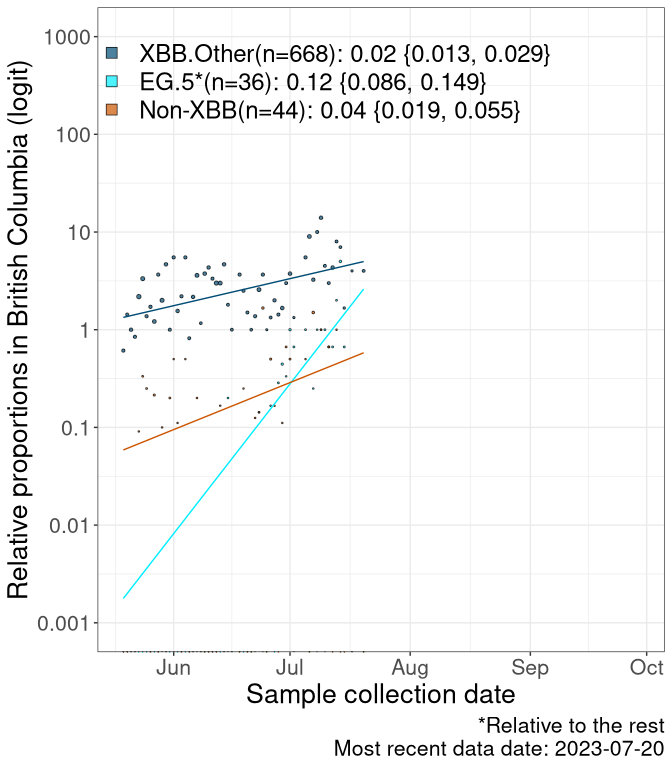 1000
100
10
1
0.1
0.01
0.001
Relative proportions in British Columbia (logit)
XBB.Other(n=668): 0.02 {0.013, 0.029}
EG.5*(n=36): 0.12 {0.086, 0.149}
Non-XBB(n=44): 0.04 {0.019, 0.055}
Jun Jul Aug Sep Oct
Sample collection date
*Relative to the rest
Most recent data date: 2023-07-20